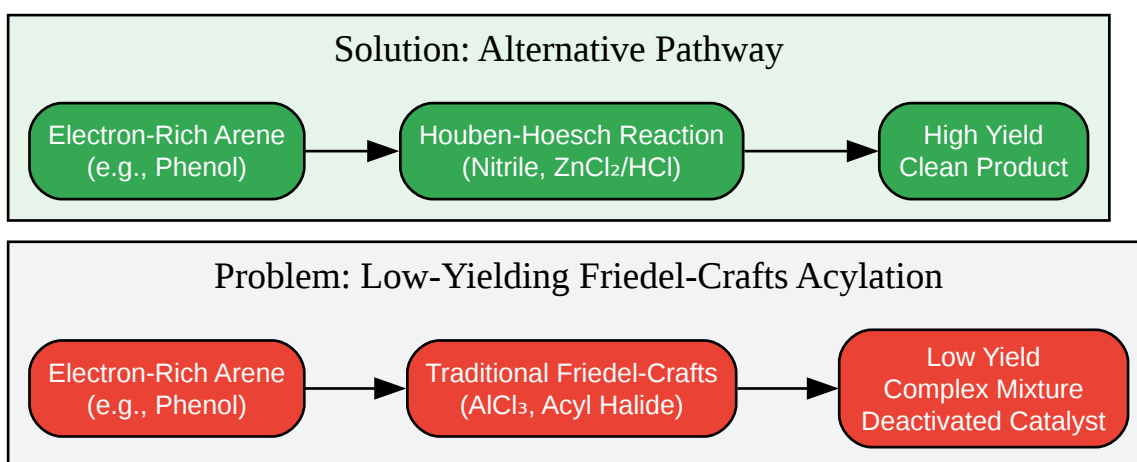 Solution: Alternative Pathway
Electron-Rich Arene
(e.g., Phenol)
Houben-Hoesch Reaction
(Nitrile, ZnCl₂/HCl)
High Yield
Clean Product
Problem: Low-Yielding Friedel-Crafts Acylation
Electron-Rich Arene
(e.g., Phenol)
Traditional Friedel-Crafts
(AlCl₃, Acyl Halide)
Low Yield
Complex Mixture
Deactivated Catalyst